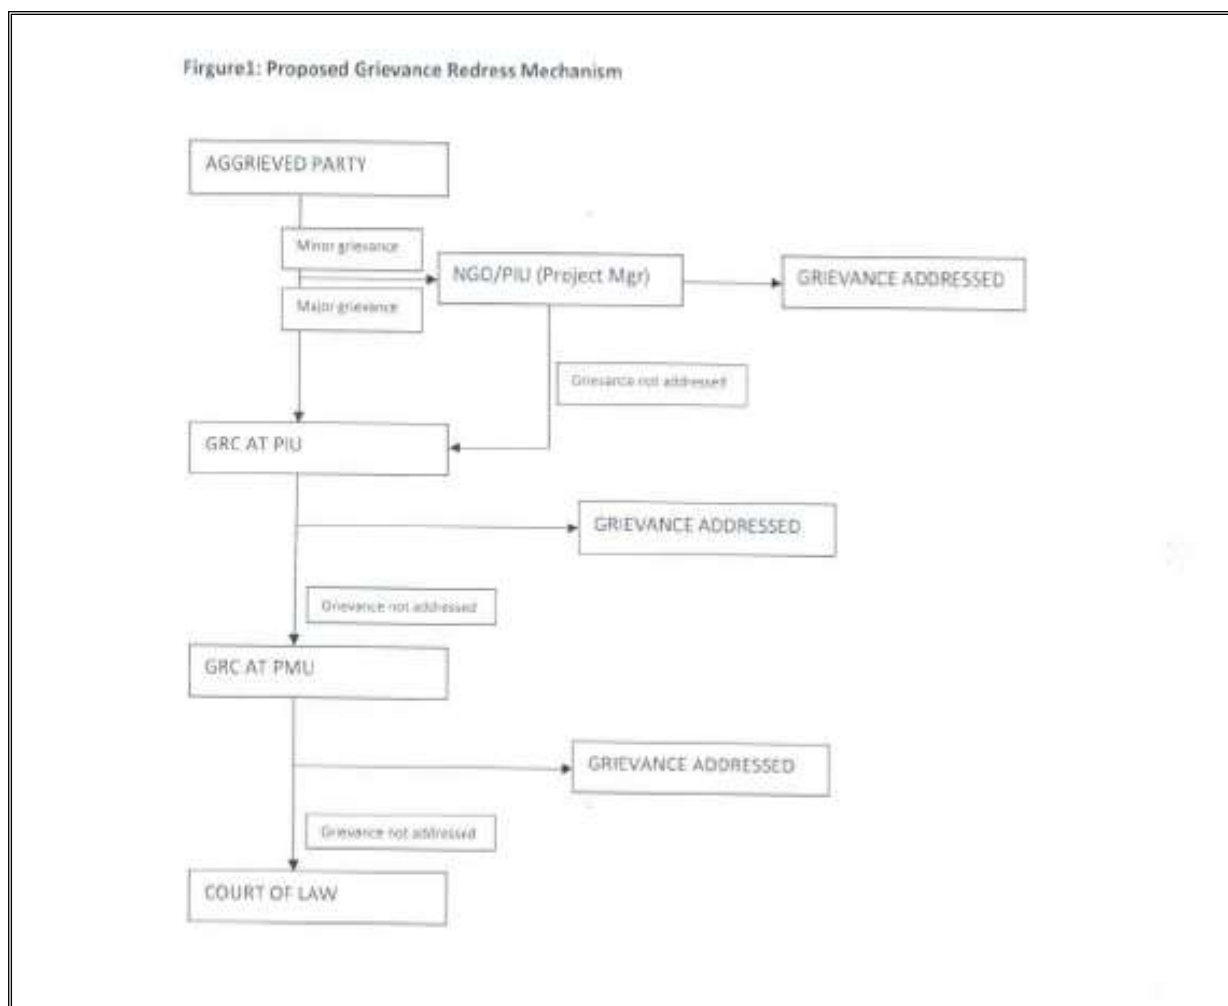 Firgure1: Proposed Grievance Redress Mechanism
AGGRIEVED PARTY
Minor grievance
NGO/PIU (Project Mgr)
GRIEVANCE ADDRESSED
Major grievance
Grievance not addressed
GRC AT PIU
GRIEVANCE ADDRESSED
Grievance not addressed
GRC AT PMU
GRIEVANCE ADDRESSED
Grievance not addressed
COURT OF LAW